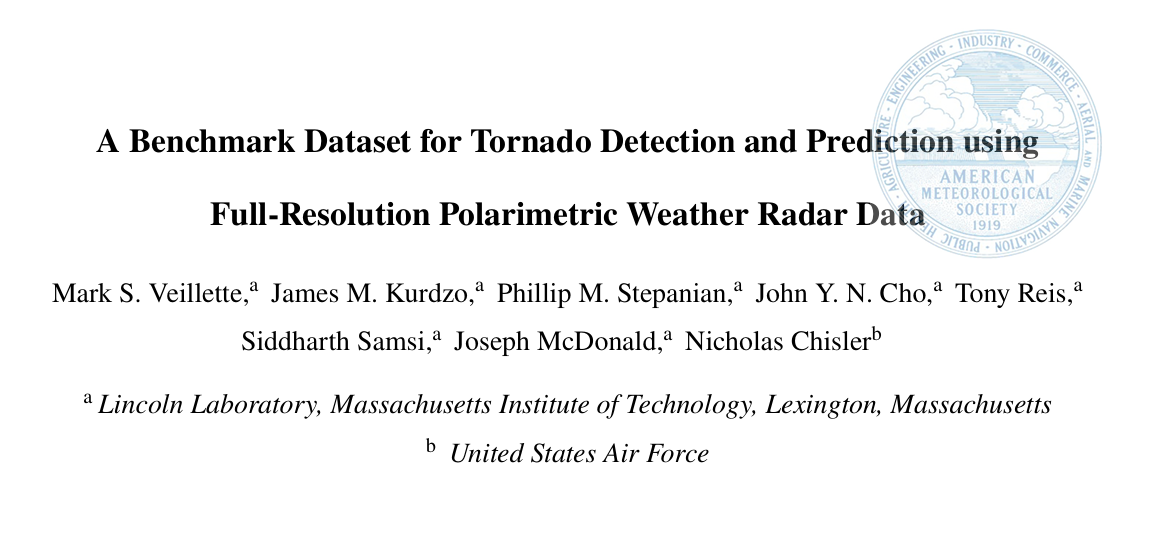 A Benchmark Dataset for Tornado Detection and Prediction using
Full-Resolution Polarimetric Weather Radar Data
Mark S. Veillette,ᵃ James M. Kurdzo,ᵃ Phillip M. Stepanian,ᵃ John Y. N. Cho,ᵃ Tony Reis,ᵃ
Siddharth Samsi,ᵃ Joseph McDonald,ᵃ Nicholas Chislerᵇ
ᵃ Lincoln Laboratory, Massachusetts Institute of Technology, Lexington, Massachusetts
ᵇ United States Air Force
AGRICULTURE · ENGINEERING · INDUSTRY · COMMERCE · AERIAL AND MARINE NAVIGATION · PUBLIC HEALTH ·
AMERICAN
METEOROLOGICAL
SOCIETY
1919